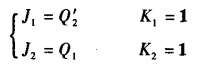 J₁ = Q₂′ K₁ = 1
J₂ = Q₁ K₂ = 1